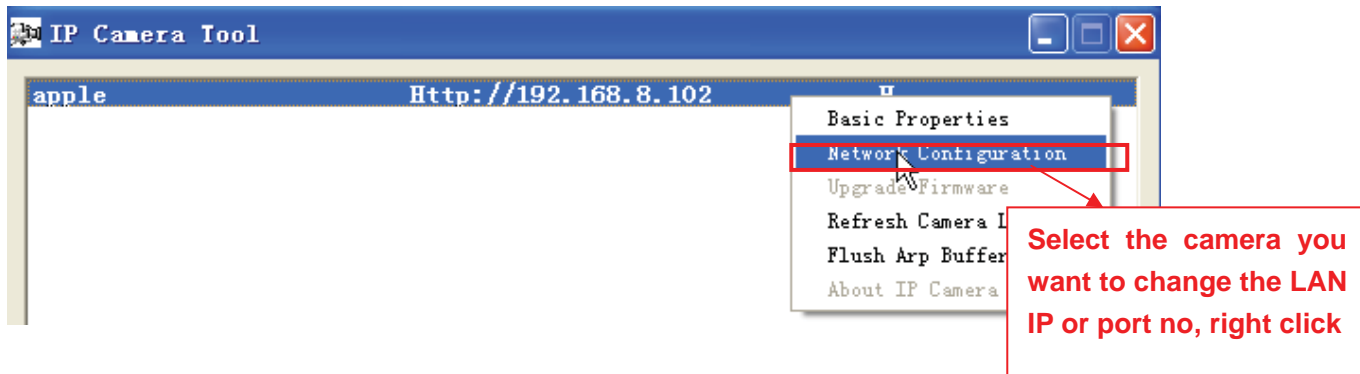 IP Camera Tool
apple Http://192.168.8.102
Basic Properties
Network Configuration
Upgrade Firmware
Refresh Camera L
Flush Arp Buffer
About IP Camera
Select the camera you
want to change the LAN
IP or port no, right click